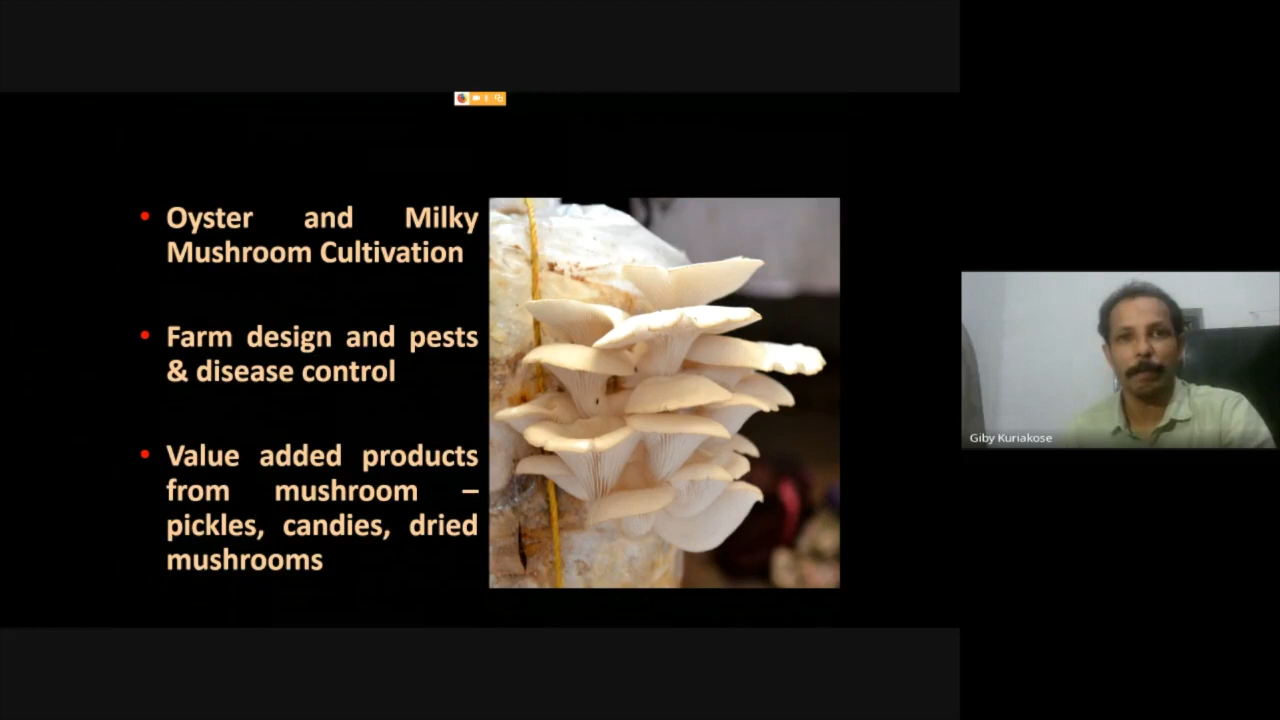 • Oyster and Milky
Mushroom Cultivation
• Farm design and pests
& disease control
• Value added products
from mushroom –
pickles, candies, dried
mushrooms
Giby Kuriakose